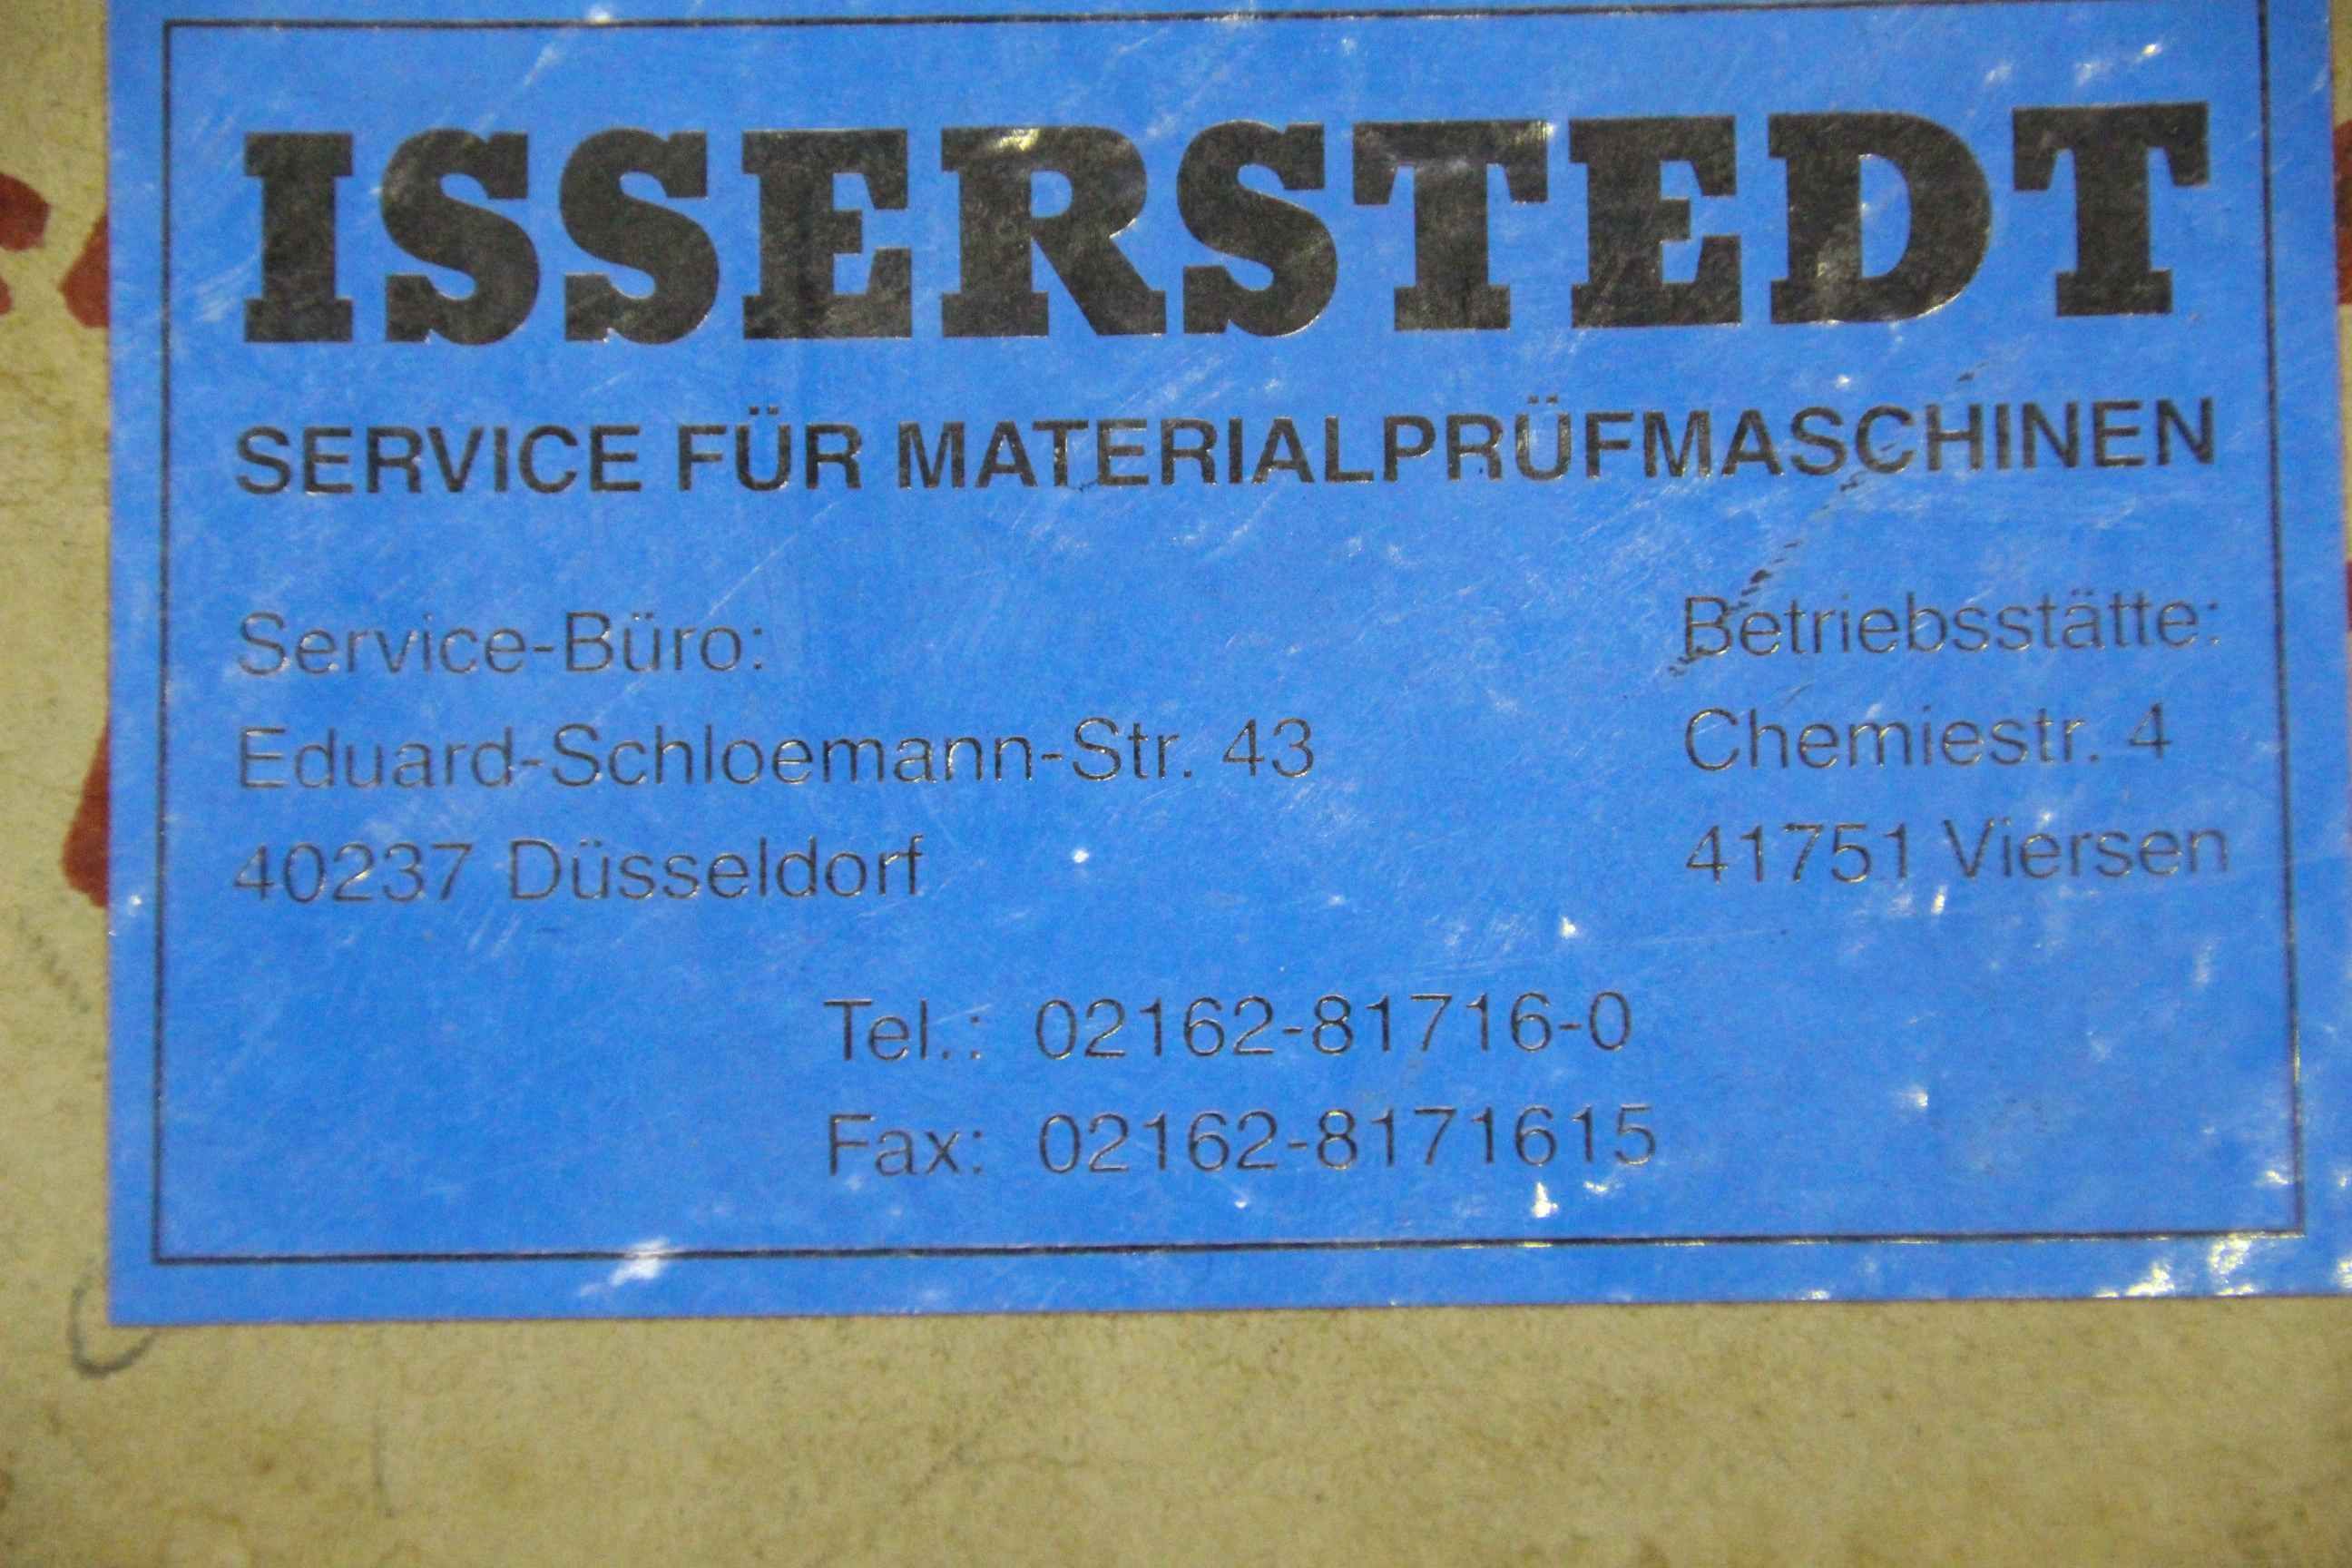 ISSERSTEDT
SERVICE FÜR MATERIALPRÜFMASCHINEN
Service-Büro:
Eduard-Schloemann-Str. 43
40237 Düsseldorf
Betriebsstätte:
Chemiestr. 4
41751 Viersen
Tel.: 02162-81716-0
Fax: 02162-8171615